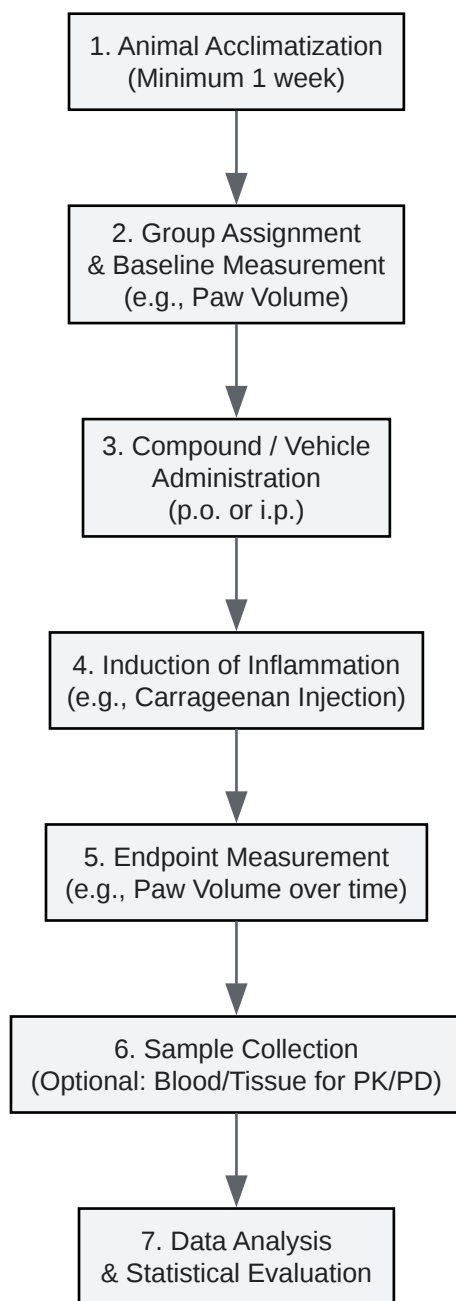 1. Animal Acclimatization
(Minimum 1 week)
2. Group Assignment
& Baseline Measurement
(e.g., Paw Volume)
3. Compound / Vehicle
Administration
(p.o. or i.p.)
4. Induction of Inflammation
(e.g., Carrageenan Injection)
5. Endpoint Measurement
(e.g., Paw Volume over time)
6. Sample Collection
(Optional: Blood/Tissue for PK/PD)
7. Data Analysis
& Statistical Evaluation